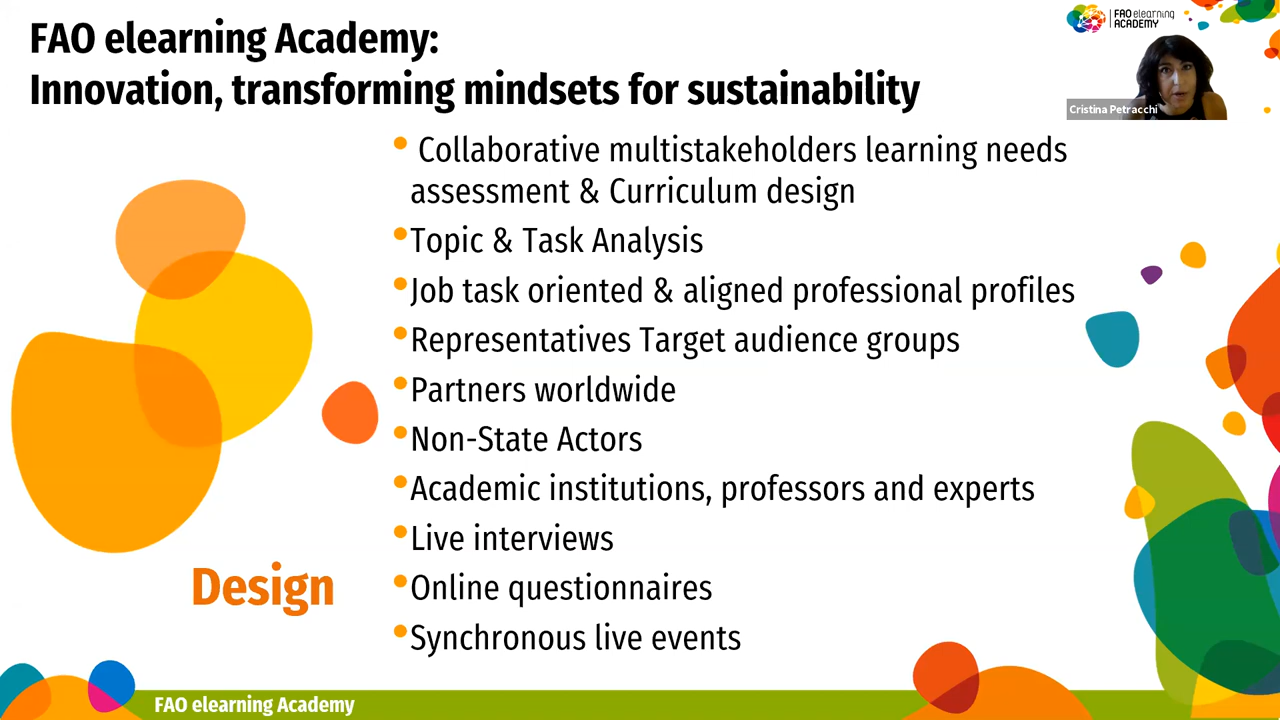 FAO elearning Academy:
Innovation, transforming mindsets for sustainability
FAO elearning
ACADEMY
Cristina Petracchi
• Collaborative multistakeholders learning needs
assessment & Curriculum design
•Topic & Task Analysis
•Job task oriented & aligned professional profiles
•Representatives Target audience groups
•Partners worldwide
•Non-State Actors
•Academic institutions, professors and experts
•Live interviews
•Online questionnaires
•Synchronous live events
Design
FAO elearning Academy